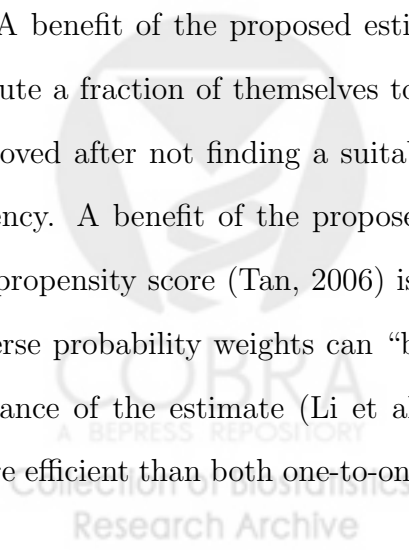 A benefit of the proposed esti
ute a fraction of themselves to
oved after not finding a suital
ency. A benefit of the propose
propensity score (Tan, 2006) is
erse probability weights can “b
COBRA
ance of the estimate (Li et al
A BEPRESS REPOSITORY
re efficient than both one-to-on
Collection of Biostatistics
Research Archive